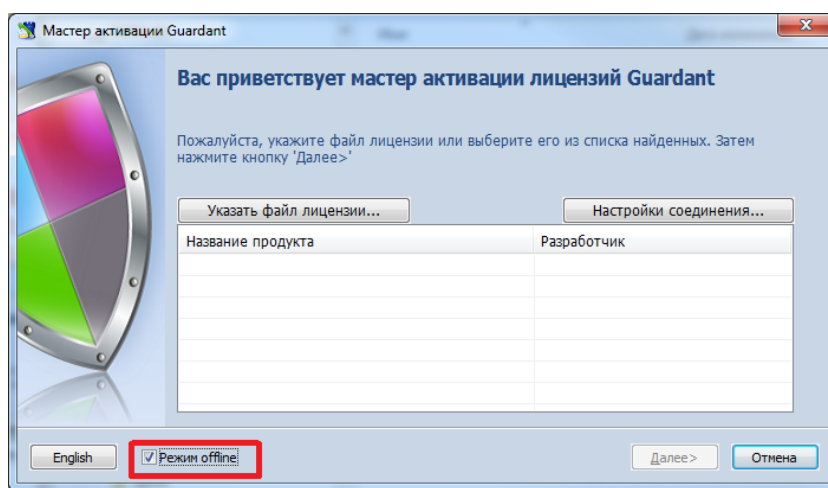 Мастер активации Guardant
Вас приветствует мастер активации лицензий Guardant
Пожалуйста, укажите файл лицензии или выберите его из списка найденных. Затем
нажмите кнопку 'Далее>'
Указать файл лицензии...
Настройки соединения...
Название продукта
Разработчик
English
Режим offline
Далее>
Отмена